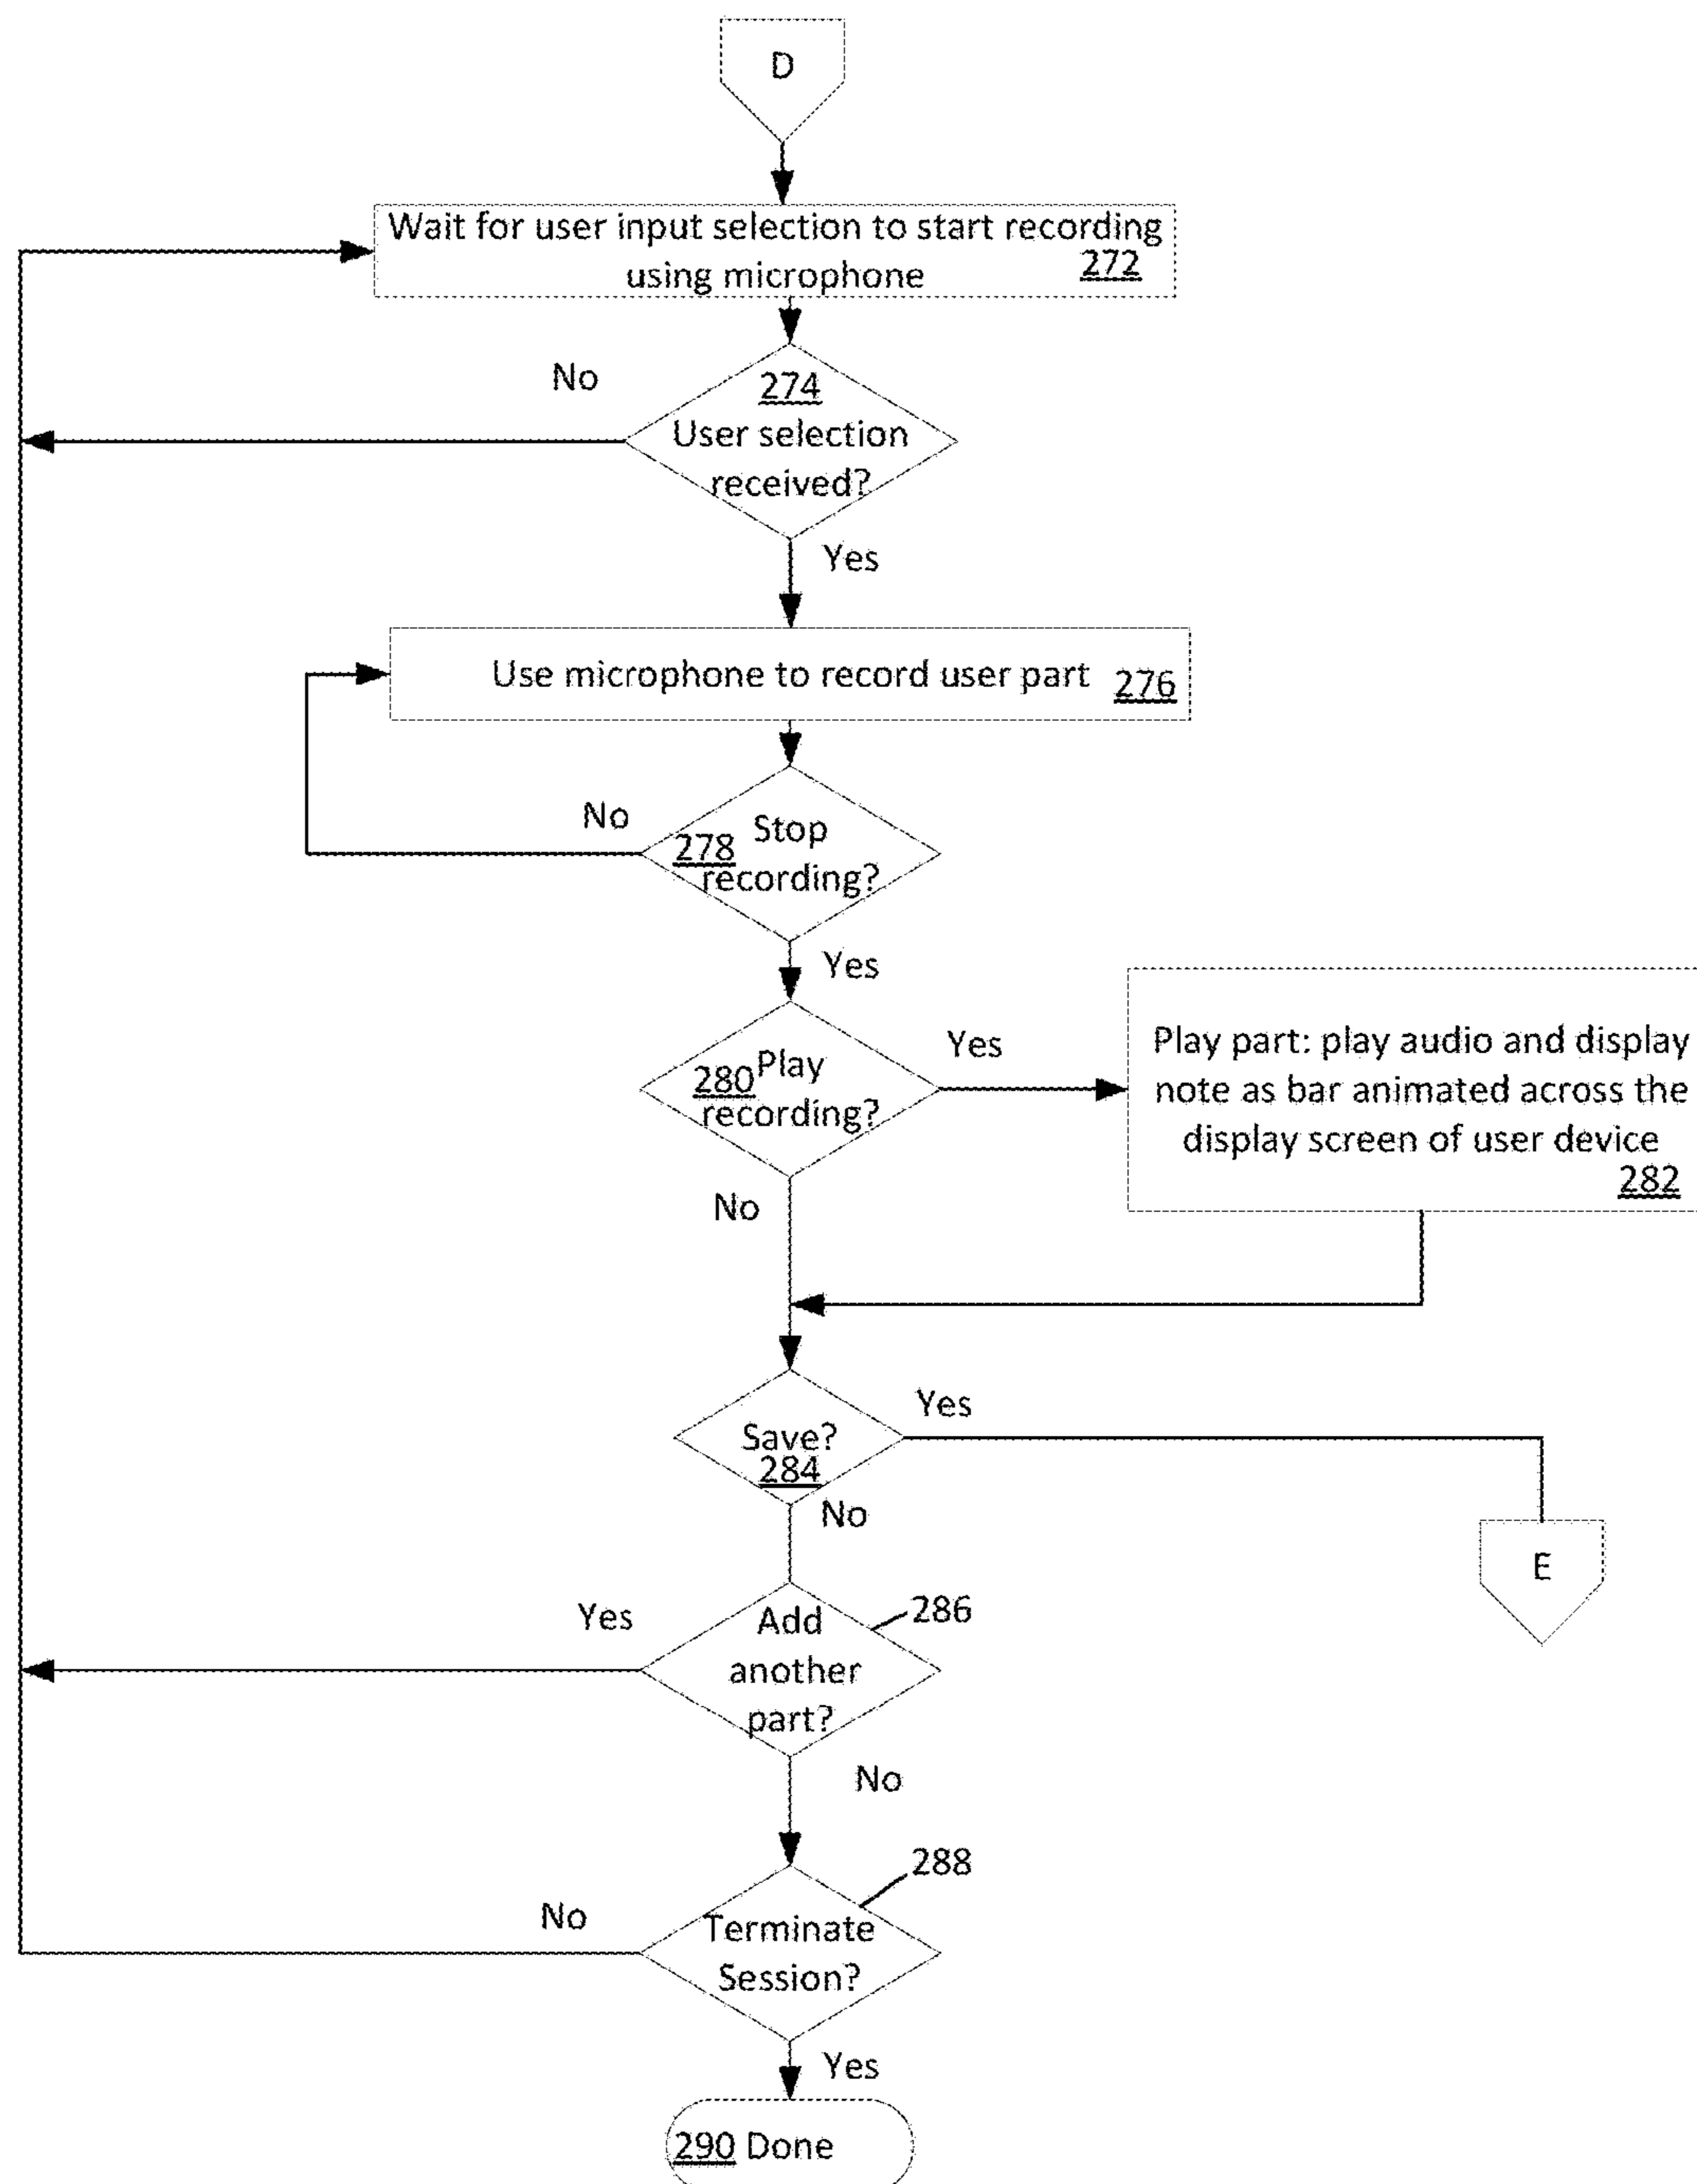 D
Wait for user input selection to start recording
using microphone 272
No
274
User selection
received?
Yes
Use microphone to record user part 276
No
Stop
278
recording?
Yes
Play
280
recording?
Yes
Play part: play audio and display
note as bar animated across the
display screen of user device
282
No
Save?
284
Yes
No
E
Add
another
part?
286
Yes
No
288
Terminate
Session?
No
Yes
290 Done